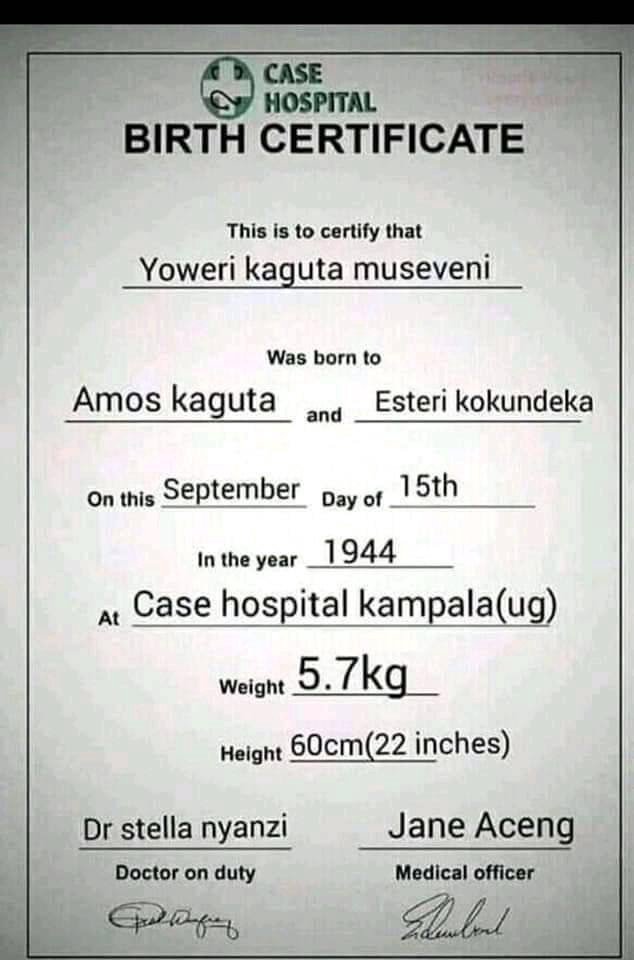 CASE
HOSPITAL
BIRTH CERTIFICATE
This is to certify that
Yoweri kaguta museveni
Was born to
Amos kaguta and Esteri kokundeka
On this September Day of 15th
In the year 1944
At Case hospital kampala(ug)
Weight 5.7kg
Height 60cm(22 inches)
Dr stella nyanzi Jane Aceng
Doctor on duty Medical officer